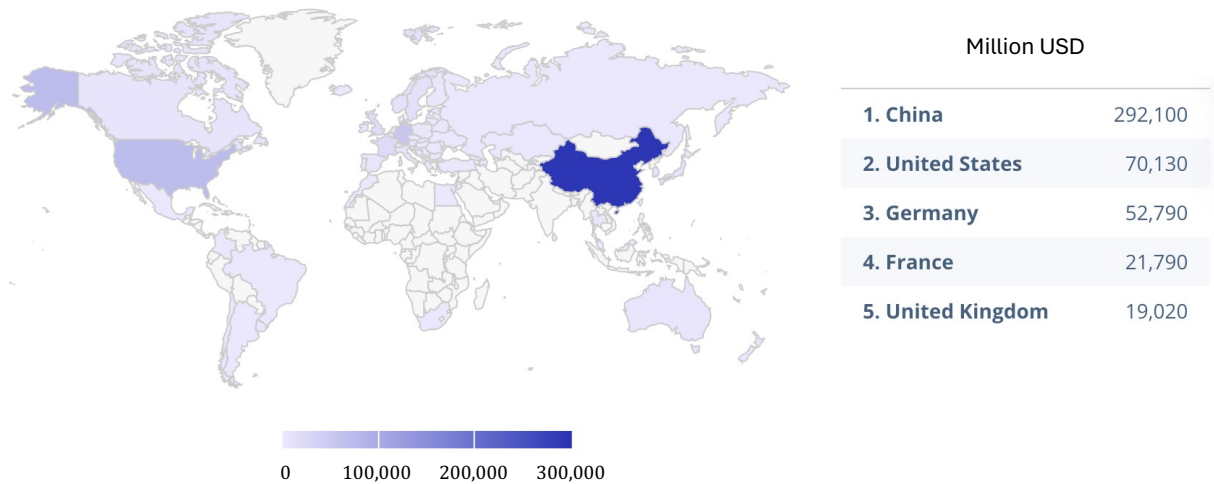 Million USD
1. China 292,100
2. United States 70,130
3. Germany 52,790
4. France 21,790
5. United Kingdom 19,020
0 100,000 200,000 300,000